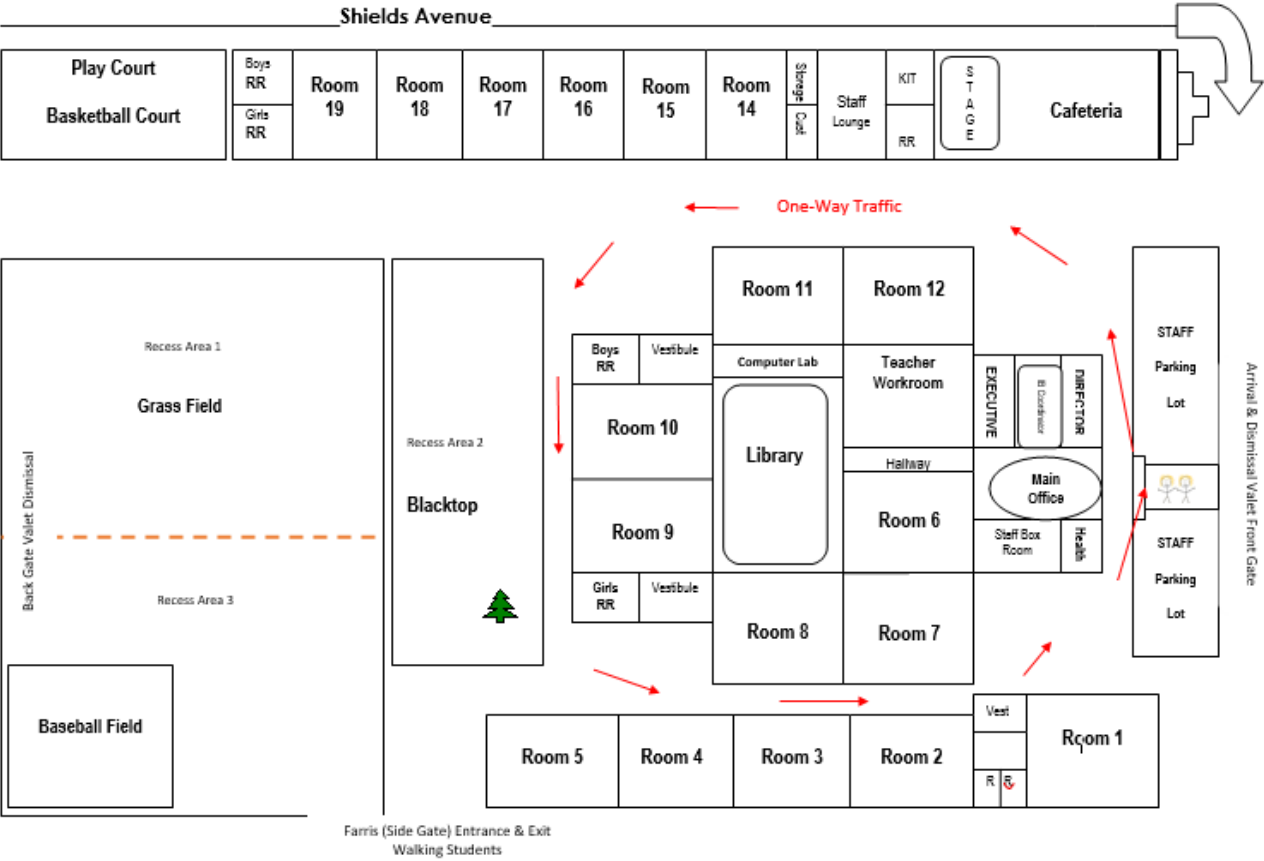 Shields Avenue
Play Court
Basketball Court
Boys
RR
Girls
RR
Room
19
Room
18
Room
17
Room
16
Room
15
Room
14
Storage
Cust
Staff
Lounge
KIT
RR
STAGE
Cafeteria
One-Way Traffic
Recess Area 1
Grass Field
Back Gate Valet Dismissal
Recess Area 3
Baseball Field
Recess Area 2
Blacktop
Boys
RR
Vestibule
Room 10
Room 9
Girls
RR
Vestibule
Room 11
Room 12
Computer Lab
Library
Teacher
Workroom
Hallway
Room 6
Room 8
Room 7
EXECUTIVE
IB Coordinator
DIRECTOR
Main
Office
Staff Box
Room
Health
STAFF
Parking
Lot
STAFF
Parking
Lot
Arrival & Dismissal Valet Front Gate
Room 5
Room 4
Room 3
Room 2
Vest
Room 1
Farris (Side Gate) Entrance & Exit
Walking Students